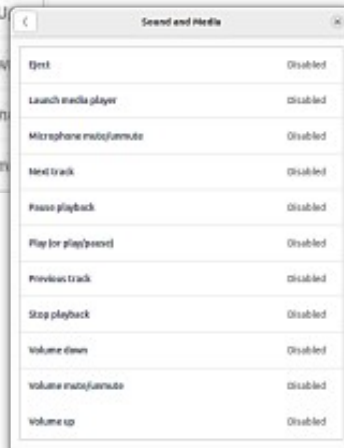 Sound and Media
Eject Disabled
Launch media player Disabled
Microphone mute/unmute Disabled
Next track Disabled
Pause playback Disabled
Play (or play/pause) Disabled
Previous track Disabled
Stop playback Disabled
Volume down Disabled
Volume mute/unmute Disabled
Volume up Disabled